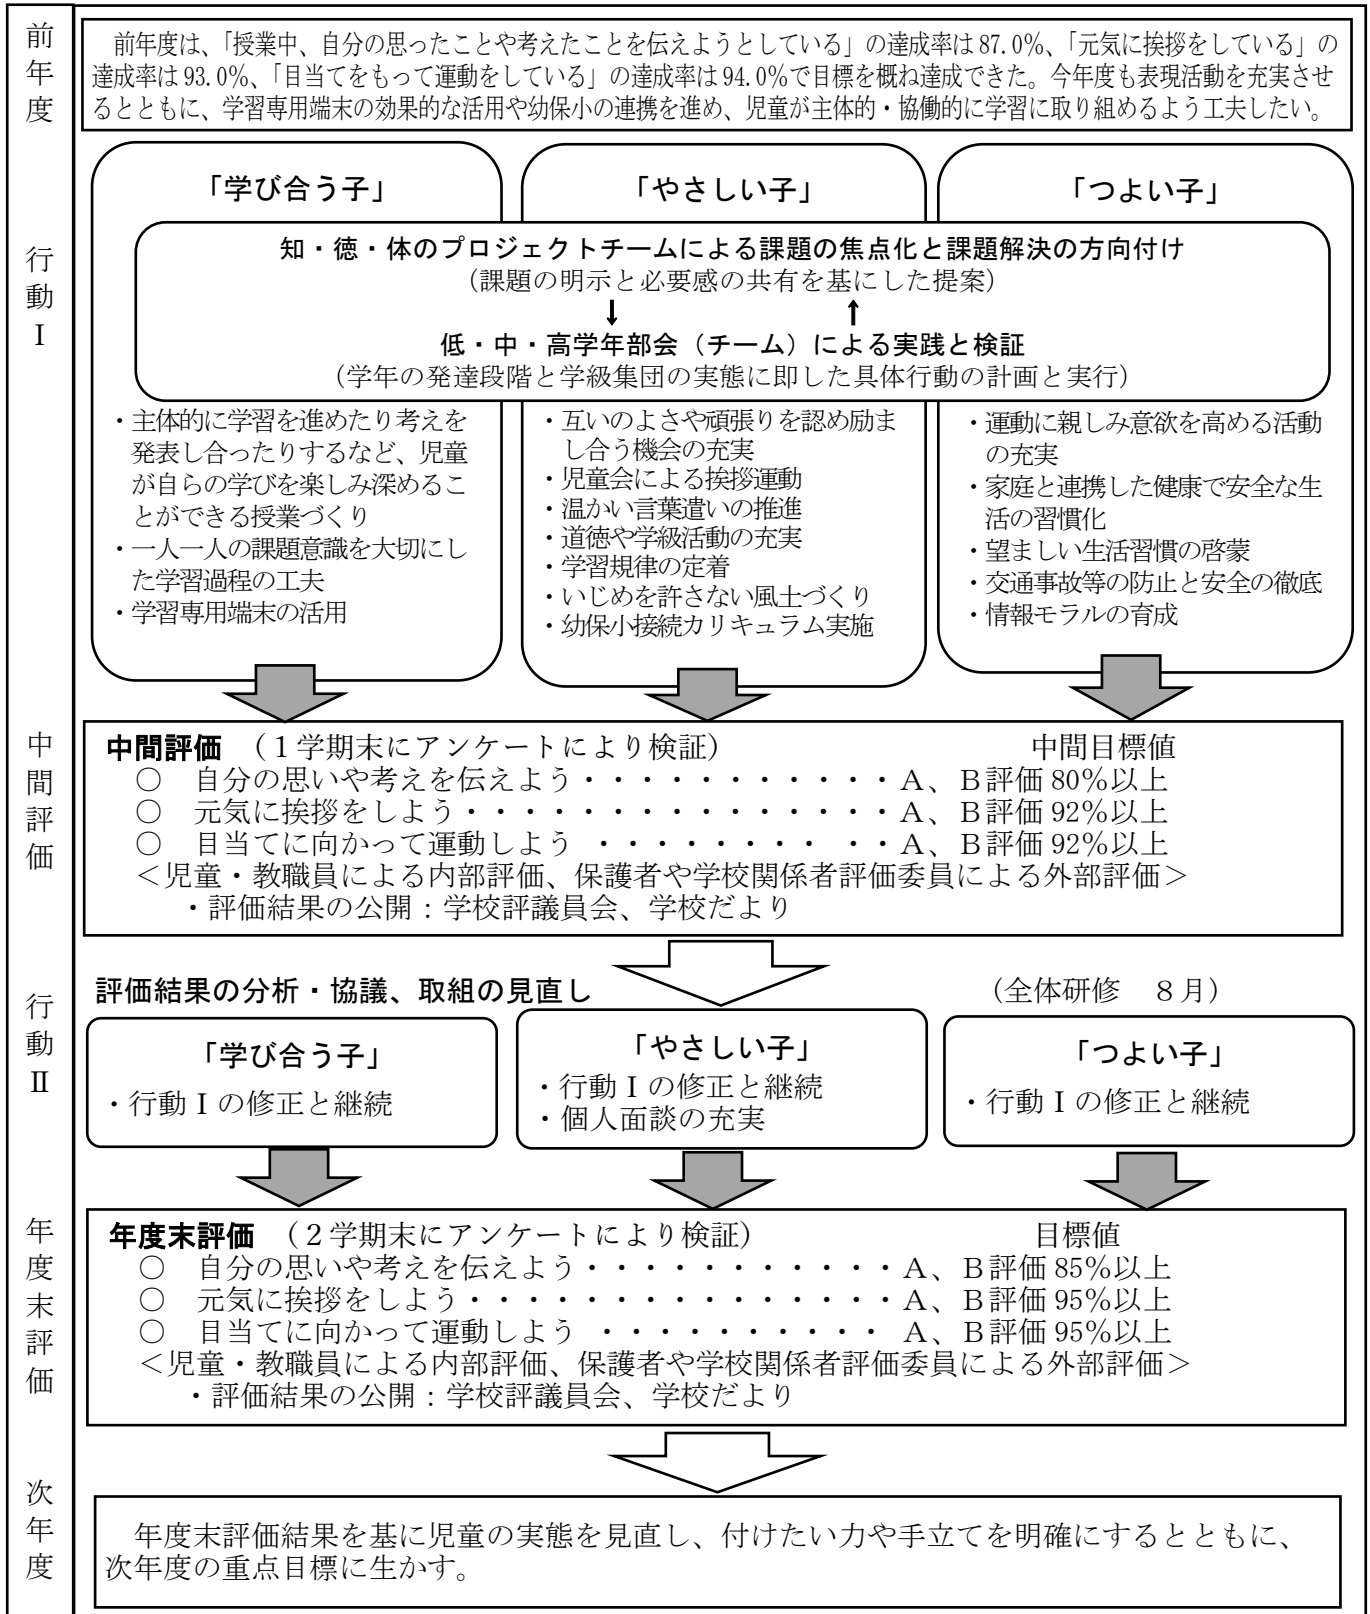 前年度
前年度は、「授業中、自分の思ったことや考えたことを伝えようとしている」の達成率は 87.0%、「元気に挨拶をしている」の
達成率は 93.0%、「目当てをもって運動をしている」の達成率は 94.0%で目標を概ね達成できた。今年度も表現活動を充実させ
るとともに、学習専用端末の効果的な活用や幼保小の連携を進め、児童が主体的・協働的に学習に取り組めるよう工夫したい。
行動Ⅰ
「学び合う子」
「やさしい子」
「つよい子」
知・徳・体のプロジェクトチームによる課題の焦点化と課題解決の方向付け
（課題の明示と必要感の共有を基にした提案）
↓ ↑
低・中・高学年部会（チーム）による実践と検証
（学年の発達段階と学級集団の実態に即した具体行動の計画と実行）
・主体的に学習を進めたり考えを
発表し合ったりするなど、児童
が自らの学びを楽しみ深めるこ
とができる授業づくり
・一人一人の課題意識を大切にし
た学習過程の工夫
・学習専用端末の活用
・互いのよさや頑張りを認め励ま
し合う機会の充実
・児童会による挨拶運動
・温かい言葉遣いの推進
・道徳や学級活動の充実
・学習規律の定着
・いじめを許さない風土づくり
・幼保小接続カリキュラム実施
・運動に親しみ意欲を高める活動
の充実
・家庭と連携した健康で安全な生
活の習慣化
・望ましい生活習慣の啓蒙
・交通事故等の防止と安全の徹底
・情報モラルの育成
中間評価
中間評価 （１学期末にアンケートにより検証） 中間目標値
○ 自分の思いや考えを伝えよう・・・・・・・・・・・Ａ、Ｂ評価 80%以上
○ 元気に挨拶をしよう・・・・・・・・・・・・・・・Ａ、Ｂ評価 92%以上
○ 目当てに向かって運動しよう ・・・・・・・・ ・・Ａ、Ｂ評価 92%以上
＜児童・教職員による内部評価、保護者や学校関係者評価委員による外部評価＞
・評価結果の公開：学校評議員会、学校だより
行動Ⅱ
評価結果の分析・協議、取組の見直し （全体研修 ８月）
「学び合う子」
・行動Ⅰの修正と継続
「やさしい子」
・行動Ⅰの修正と継続
・個人面談の充実
「つよい子」
・行動Ⅰの修正と継続
年度末評価
年度末評価 （２学期末にアンケートにより検証） 目標値
○ 自分の思いや考えを伝えよう・・・・・・・・・・・Ａ、Ｂ評価 85%以上
○ 元気に挨拶をしよう・・・・・・・・・・・・・・・Ａ、Ｂ評価 95%以上
○ 目当てに向かって運動しよう ・・・・・・・・・・ Ａ、Ｂ評価 95%以上
＜児童・教職員による内部評価、保護者や学校関係者評価委員による外部評価＞
・評価結果の公開：学校評議員会、学校だより
次年度
年度末評価結果を基に児童の実態を見直し、付けたい力や手立てを明確にするとともに、
次年度の重点目標に生かす。